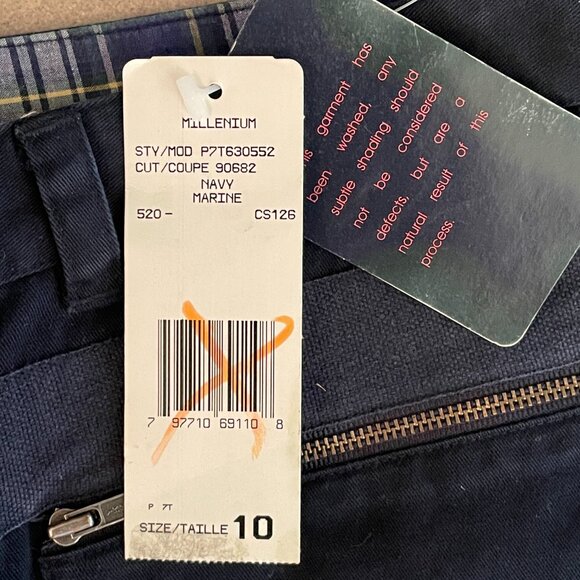 MILLENIUM
STY/MOD P7T630552
CUT/COUPE 90682
NAVY
MARINE
520- CS126
7 97710 69110 8
P 7T
SIZE/TAILLE 10
garment has
been washed, any
subtle shading should
not be considered
defects, but are a
natural result of this
process.